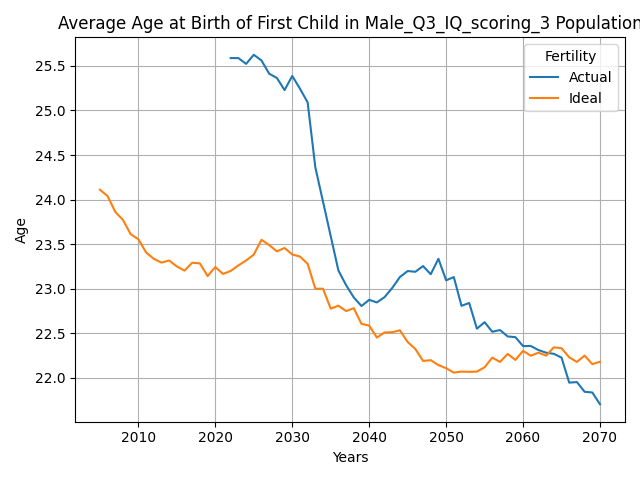 Average Age at Birth of First Child in Male_Q3_IQ_scoring_3 Population
Fertility
Actual
Ideal
25.5
25.0
24.5
24.0
23.5
23.0
22.5
22.0
Age
2010 2020 2030 2040 2050 2060 2070
Years